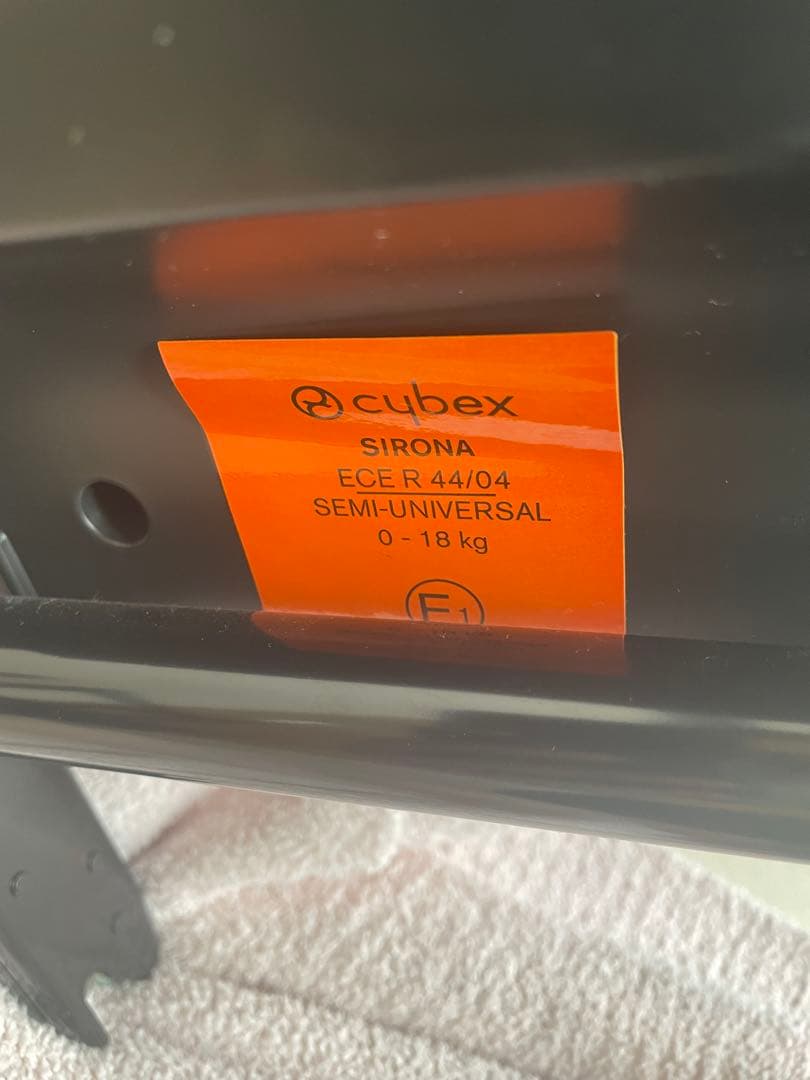 cybex
SIRONA
ECE R 44/04
SEMI-UNIVERSAL
0 - 18 kg
E1